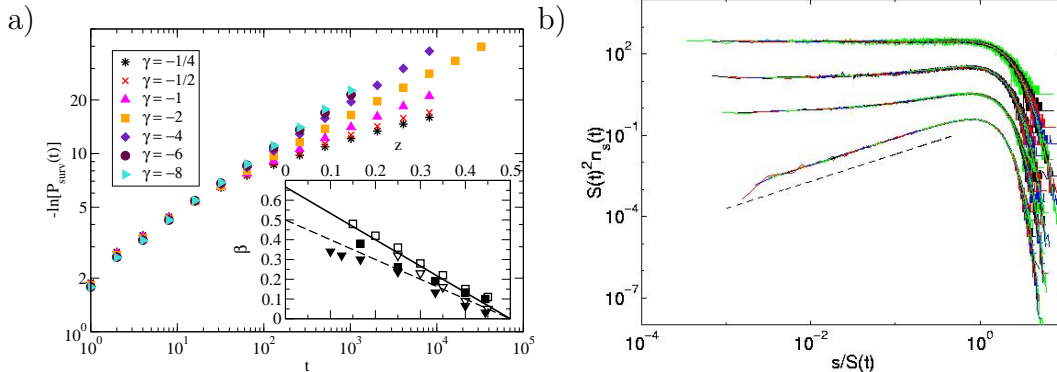 a)
-ln[P_surv(t)]
γ = −1/4
γ = −1/2
γ = −1
γ = −2
γ = −4
γ = −6
γ = −8
20
10
5
2
10^0
10^0 10^1 10^2 10^3 10^4 10^5
t
z
0 0.1 0.2 0.3 0.4 0.5
β
0.5
0.4
0.3
0.2
0.1
0
b)
S(t)^2 n_s(t)
10^2
10^-1
10^-4
10^-7
10^-4 10^-2 10^0
s/S(t)